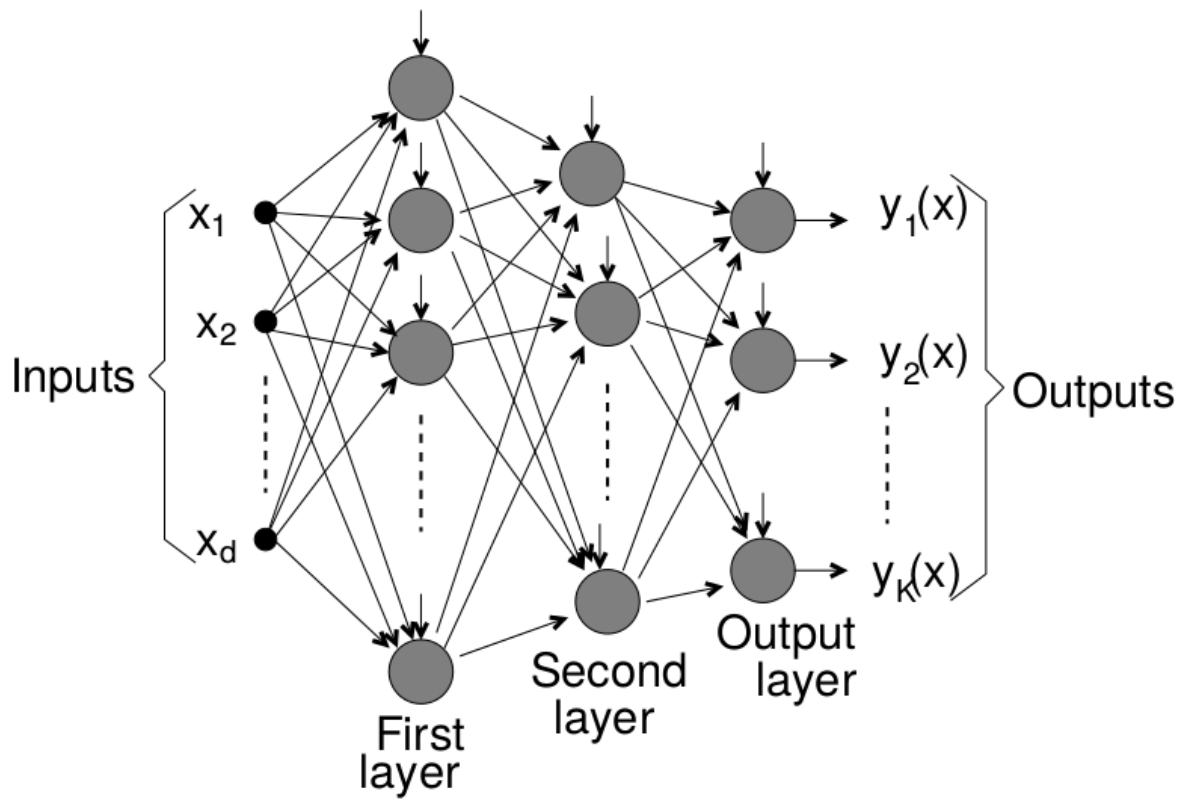 Inputs
x1
x2
xd
First
layer
Second
layer
Output
layer
y1(x)
y2(x)
yK(x)
Outputs